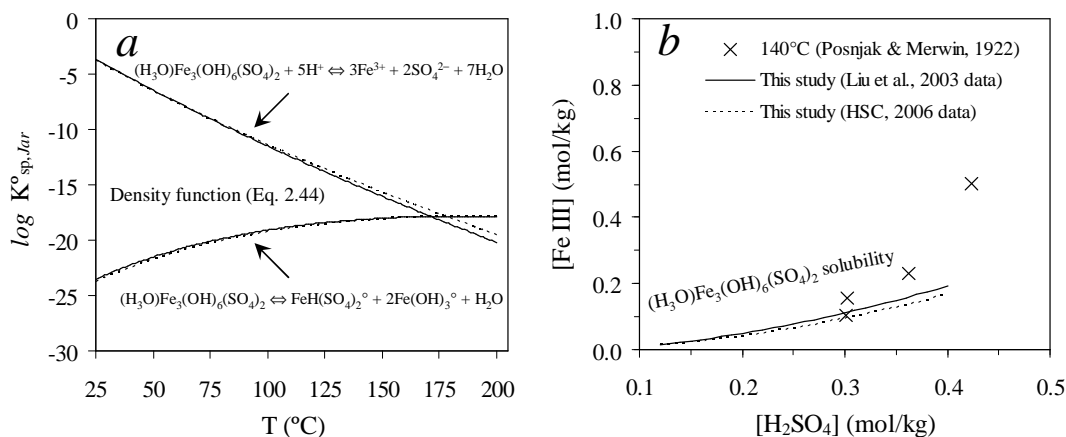 a
(H₃O)Fe₃(OH)₆(SO₄)₂ + 5H⁺ ⇔ 3Fe³⁺ + 2SO₄²⁻ + 7H₂O
Density function (Eq. 2.44)
(H₃O)Fe₃(OH)₆(SO₄)₂ ⇔ FeH(SO₄)₂° + 2Fe(OH)₃° + H₂O
log K°sp,Jar
0
-5
-10
-15
-20
-25
-30
25 50 75 100 125 150 175 200
T (ºC)
b
140°C (Posnjak & Merwin, 1922)
This study (Liu et al., 2003 data)
This study (HSC, 2006 data)
(H₃O)Fe₃(OH)₆(SO₄)₂ solubility
[Fe III] (mol/kg)
1.0
0.8
0.6
0.4
0.2
0.0
0.1 0.2 0.3 0.4 0.5
[H₂SO₄] (mol/kg)